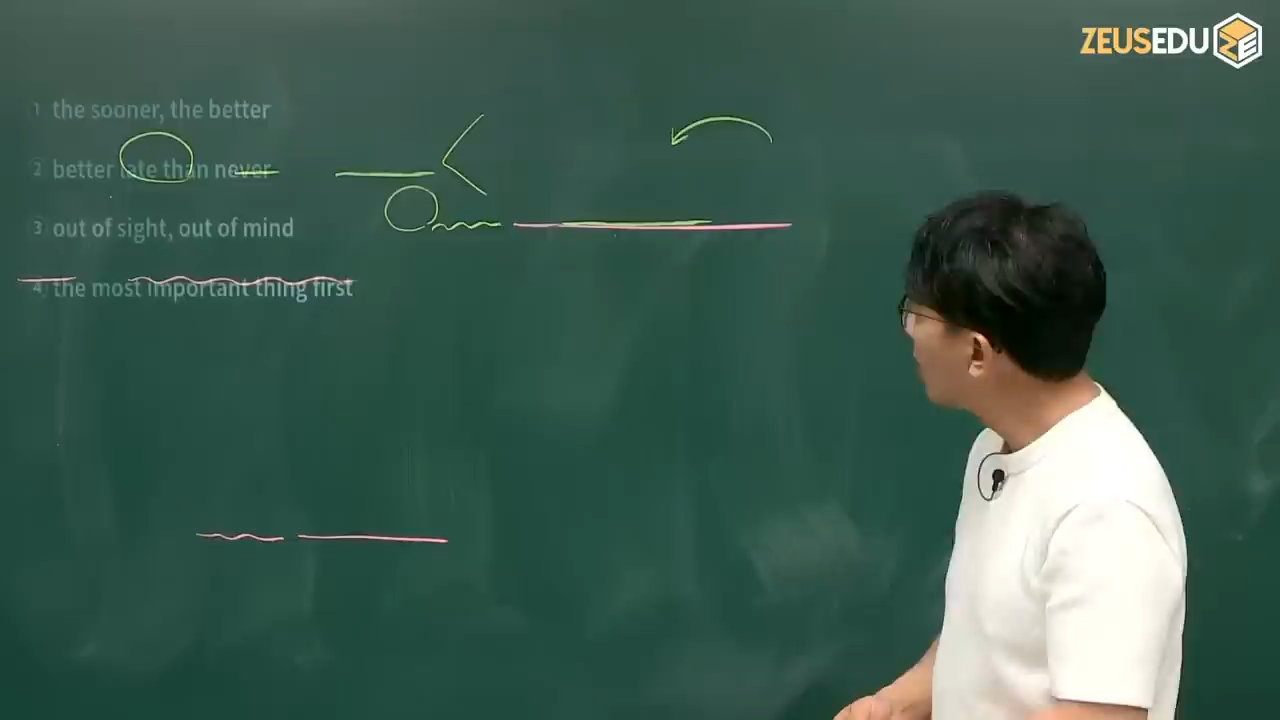 ZEUSEDU
1 the sooner, the better
② better late than never
③ out of sight, out of mind
④ the most important thing first